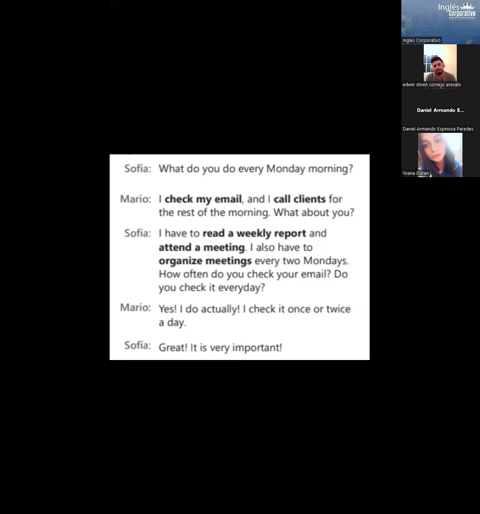 Inglés
Corporativo
Inglés Corporativo
edwin stiven cornejo arevalo
Daniel Armando E...
Daniel Armando Espinosa Paredes
Yoana Duran
Sofía: What do you do every Monday morning?
Mario: I check my email, and I call clients for
the rest of the morning. What about you?
Sofía: I have to read a weekly report and
attend a meeting. I also have to
organize meetings every two Mondays.
How often do you check your email? Do
you check it everyday?
Mario: Yes! I do actually! I check it once or twice
a day.
Sofía: Great! It is very important!